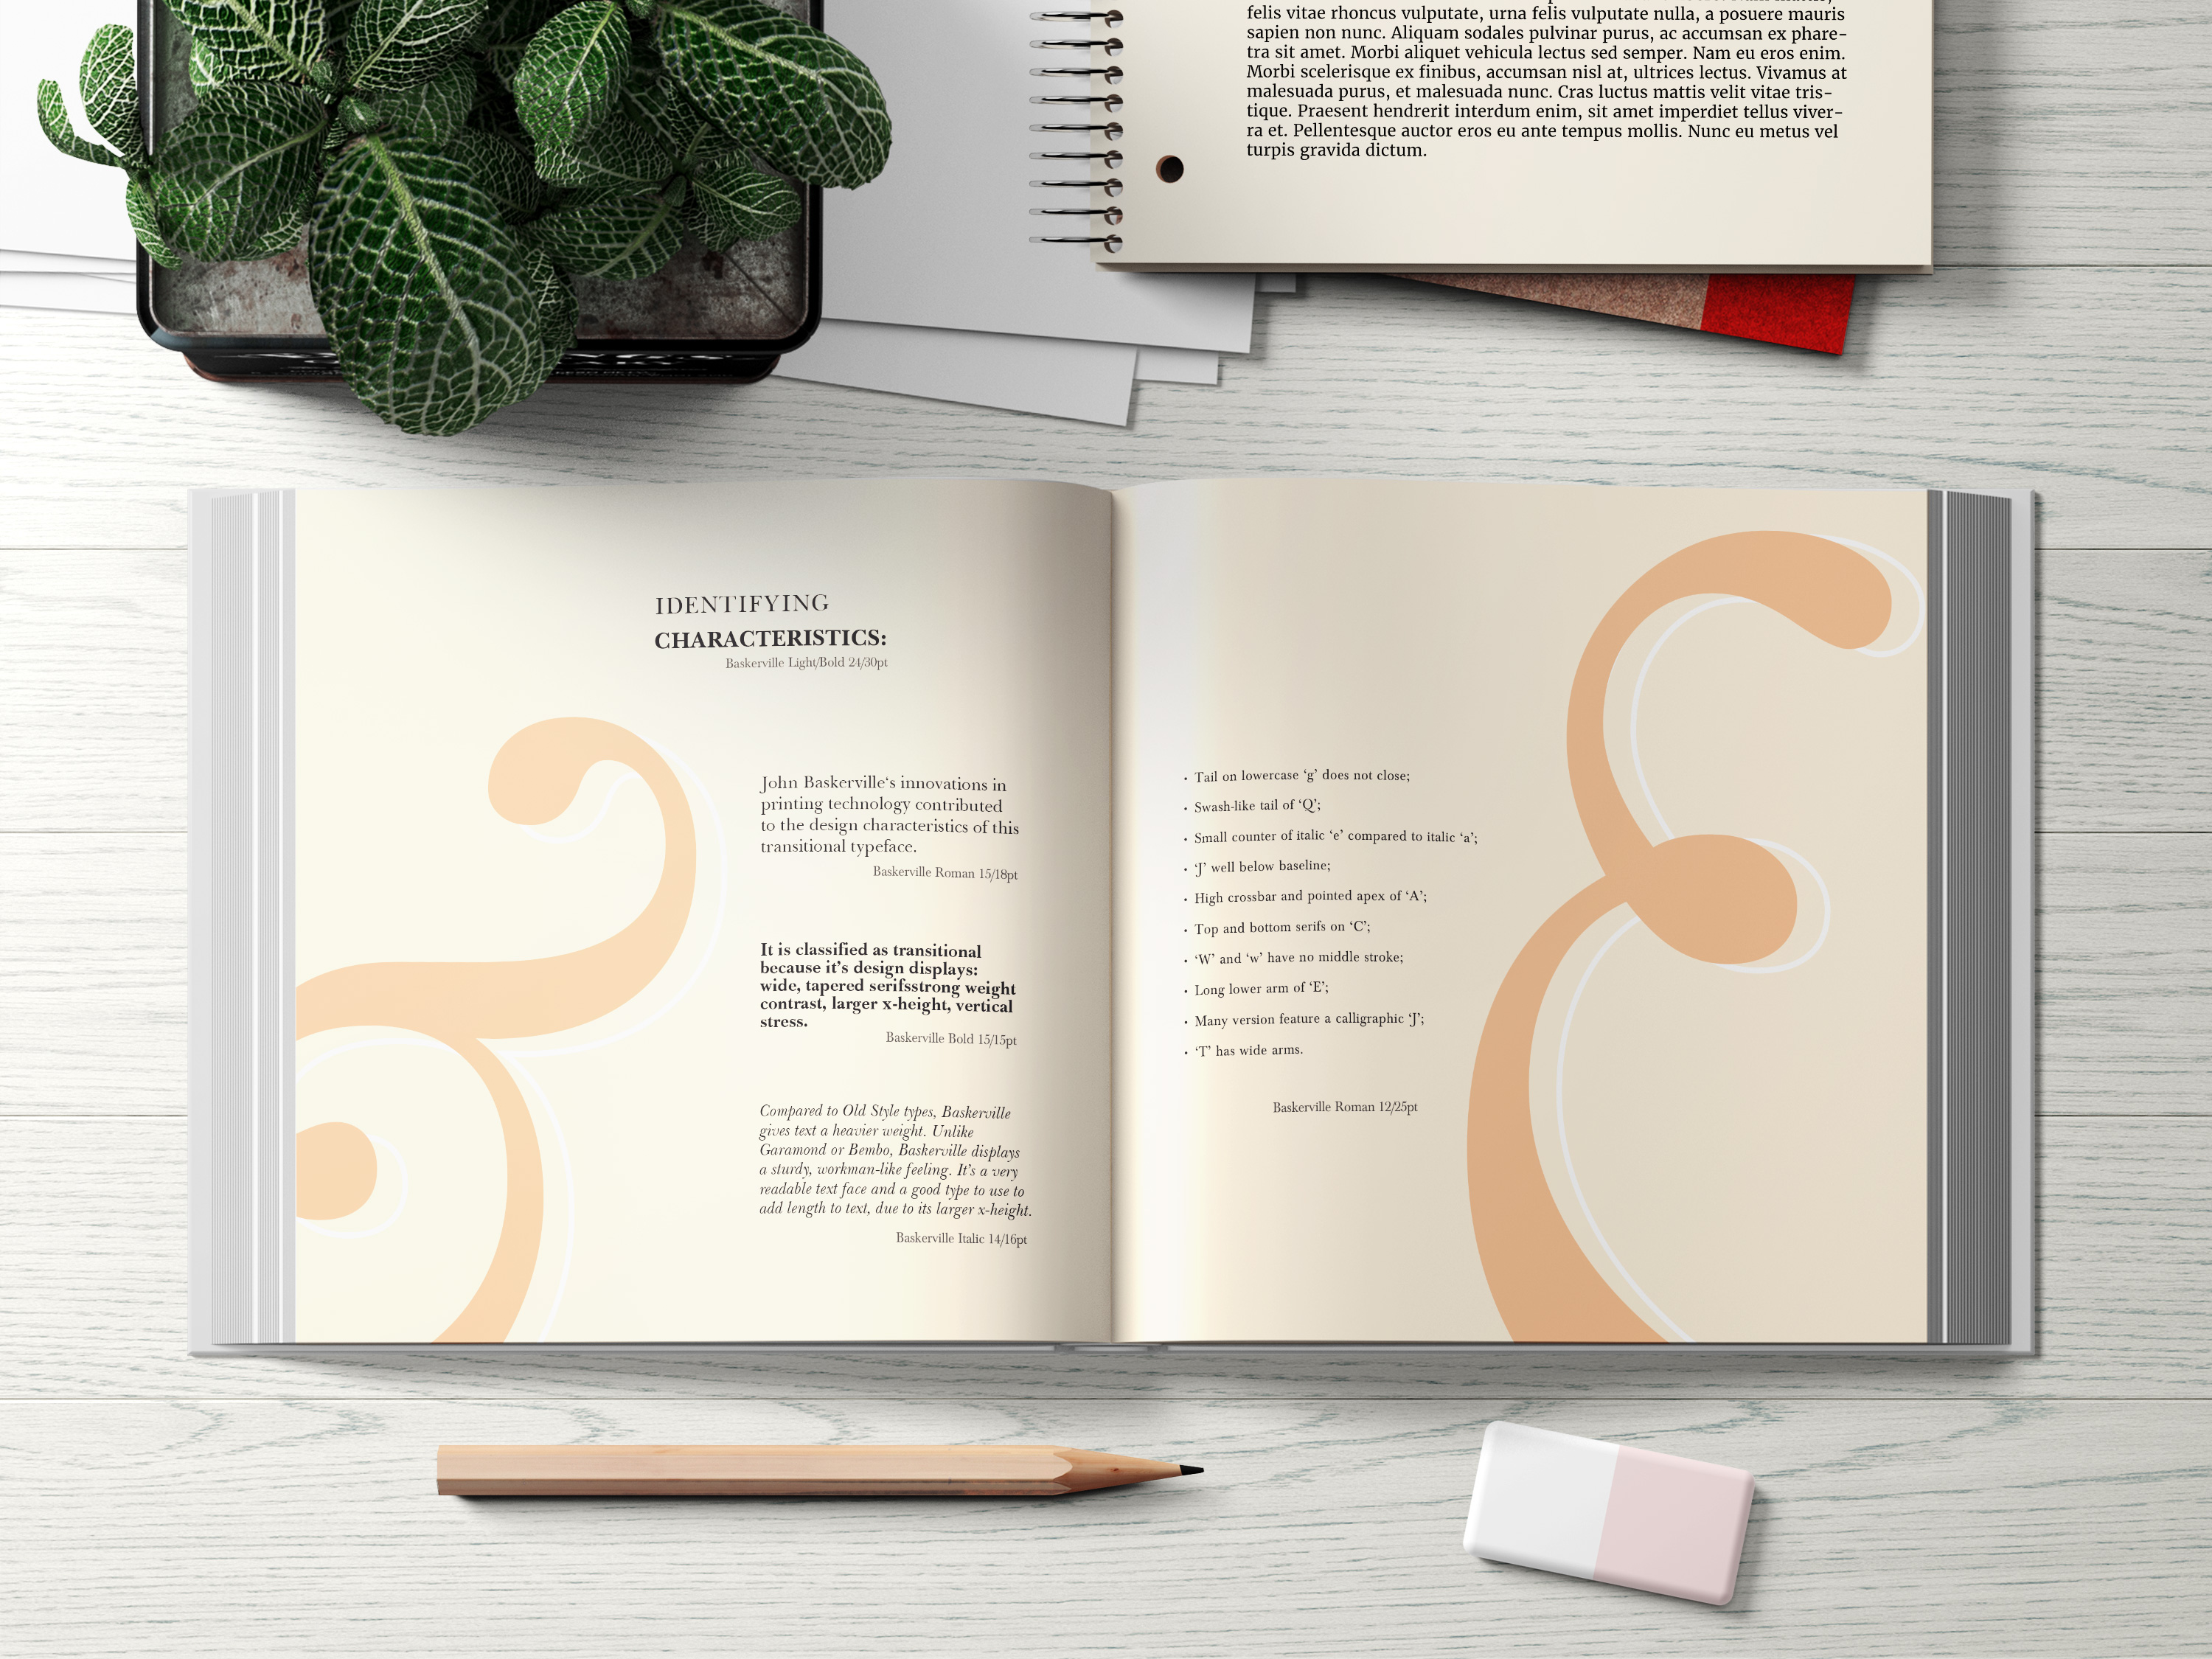 felis vitae rhoncus vulputate, urna felis vulputate nulla, a posuere mauris
sapien non nunc. Aliquam sodales pulvinar purus, ac accumsan ex phare-
tra sit amet. Morbi aliquet vehicula lectus sed semper. Nam eu eros enim.
Morbi scelerisque ex finibus, accumsan nisl at, ultrices lectus. Vivamus at
malesuada purus, et malesuada nunc. Cras luctus mattis velit vitae tris-
tique. Praesent hendrerit interdum enim, sit amet imperdiet tellus viver-
ra et. Pellentesque auctor eros eu ante tempus mollis. Nunc eu metus vel
turpis gravida dictum.
IDENTIFYING
CHARACTERISTICS:
Baskerville Light/Bold 24/30pt
John Baskerville‘s innovations in
printing technology contributed
to the design characteristics of this
transitional typeface.
Baskerville Roman 15/18pt
It is classified as transitional
because it’s design displays:
wide, tapered serifsstrong weight
contrast, larger x-height, vertical
stress.
Baskerville Bold 15/15pt
Compared to Old Style types, Baskerville
gives text a heavier weight. Unlike
Garamond or Bembo, Baskerville displays
a sturdy, workman-like feeling. It’s a very
readable text face and a good type to use to
add length to text, due to its larger x-height.
Baskerville Italic 14/16pt
• Tail on lowercase ‘g’ does not close;
• Swash-like tail of ‘Q’;
• Small counter of italic ‘e’ compared to italic ‘a’;
• ‘J’ well below baseline;
• High crossbar and pointed apex of ‘A’;
• Top and bottom serifs on ‘C’;
• ‘W’ and ‘w’ have no middle stroke;
• Long lower arm of ‘E’;
• Many version feature a calligraphic ‘J’;
• ‘T’ has wide arms.
Baskerville Roman 12/25pt